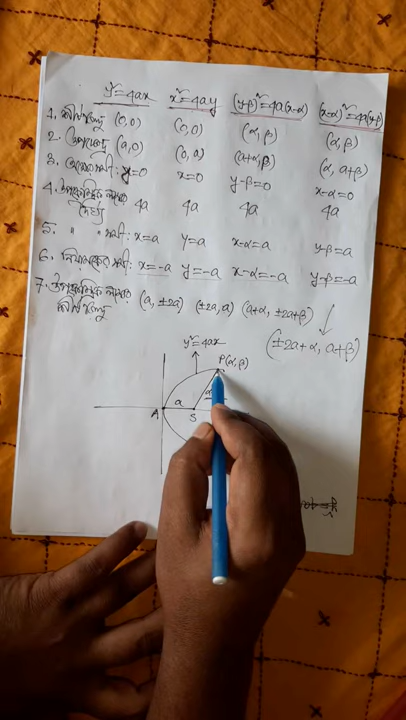 y²=4ax x²=4ay (y-β)²=4a(x-α) (x-α)²=4a(y-β)
1. শীর্ষবিন্দু (0,0) (0,0) (α,β) (α,β)
2. উপকেন্দ্র (a,0) (0,a) (a+α,β) (α, a+β)
3. অক্ষের সমী: y=0 x=0 y-β=0 x-α=0
4. উপকেন্দ্রিক লম্বের দৈর্ঘ্য 4a 4a 4a 4a
5. " " সমী: x=a y=a x-α=a y-β=a
6. নিয়ামকের সমী: x=-a y=-a x-α=-a y-β=-a
7. উপকেন্দ্রিক লম্বের শীর্ষবিন্দু (a, ±2a) (±2a, a) (a+α, ±2a+β)
(±2a+α, a+β)
y²=4ax
P(α,β)
A a S